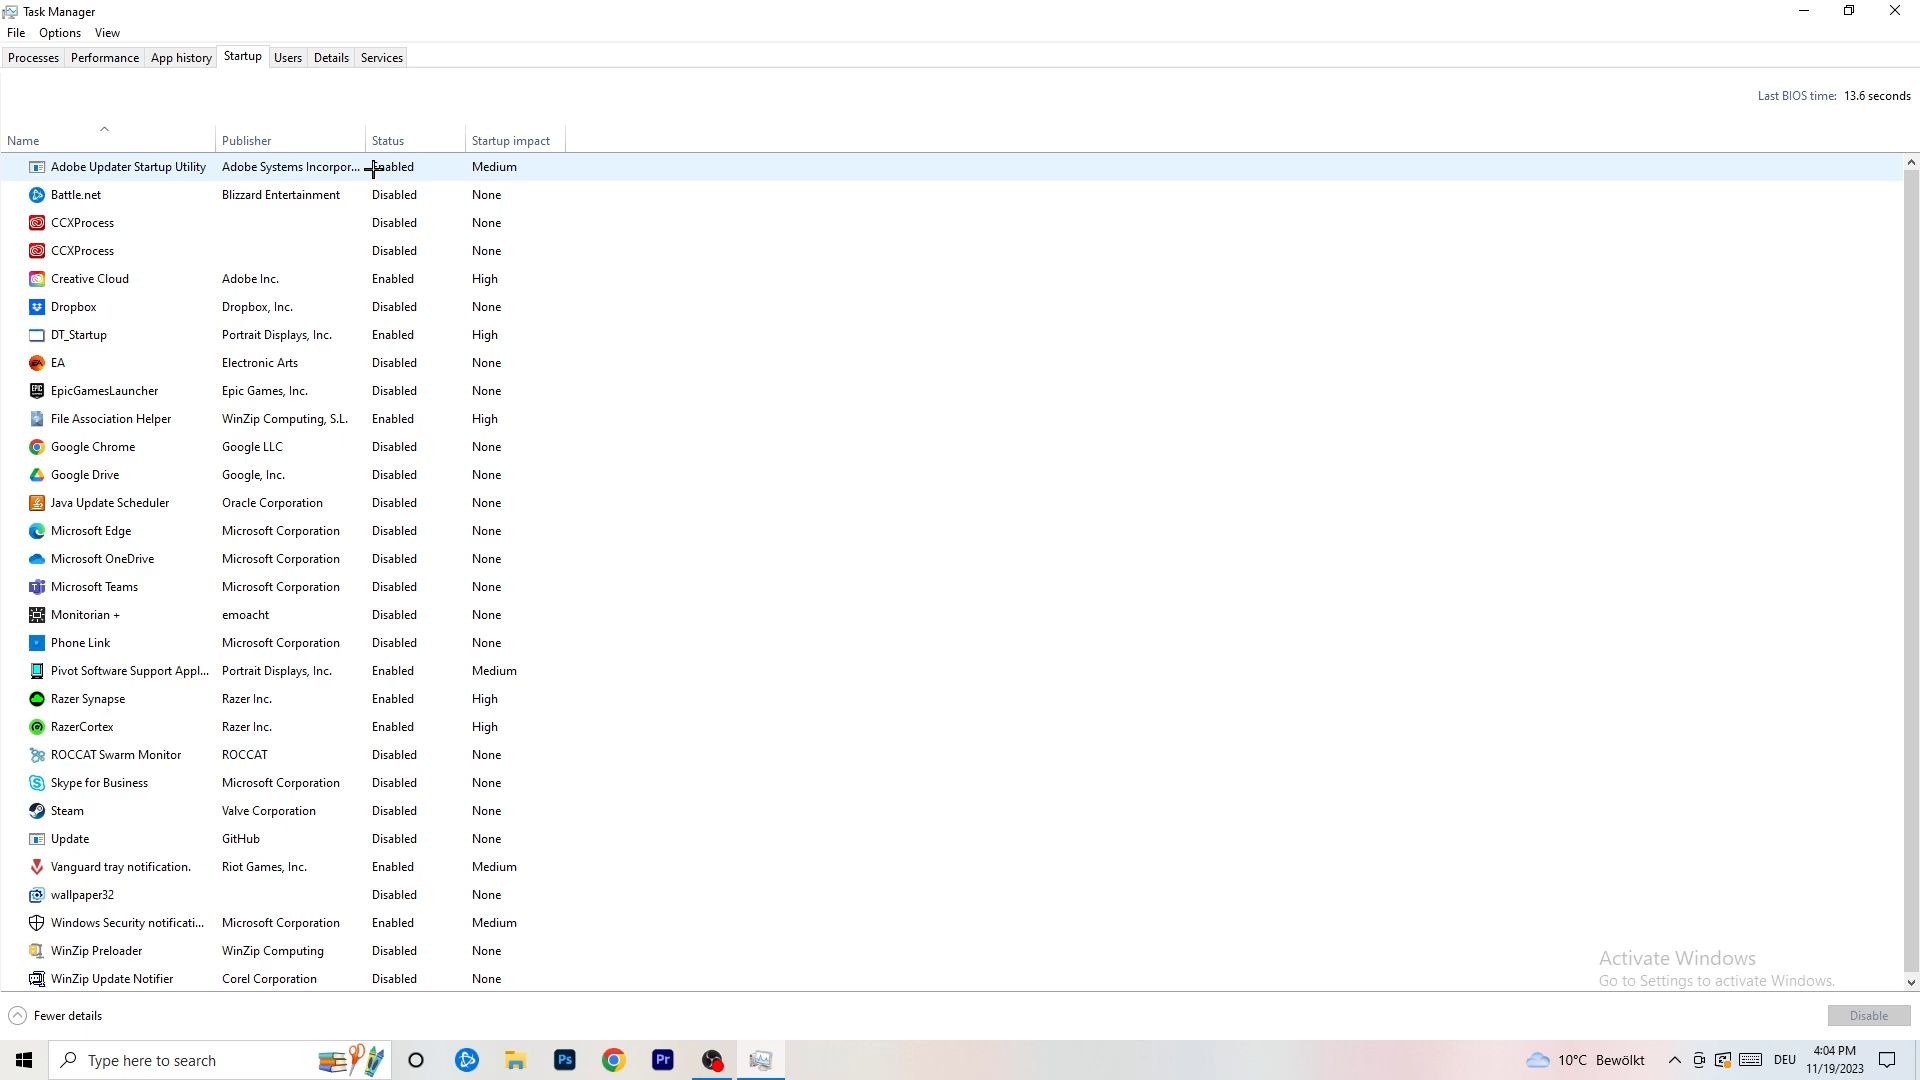 Task Manager
File Options View
Processes Performance App history Startup Users Details Services
Last BIOS time: 13.6 seconds
Name Publisher Status Startup impact
Adobe Updater Startup Utility Adobe Systems Incorpor... Enabled Medium
Battle.net Blizzard Entertainment Disabled None
CCXProcess Disabled None
CCXProcess Disabled None
Creative Cloud Adobe Inc. Enabled High
Dropbox Dropbox, Inc. Disabled None
DT_Startup Portrait Displays, Inc. Enabled High
EA Electronic Arts Disabled None
EpicGamesLauncher Epic Games, Inc. Disabled None
File Association Helper WinZip Computing, S.L. Enabled High
Google Chrome Google LLC Disabled None
Google Drive Google, Inc. Disabled None
Java Update Scheduler Oracle Corporation Disabled None
Microsoft Edge Microsoft Corporation Disabled None
Microsoft OneDrive Microsoft Corporation Disabled None
Microsoft Teams Microsoft Corporation Disabled None
Monitorian + emoacht Disabled None
Phone Link Microsoft Corporation Disabled None
Pivot Software Support Appl... Portrait Displays, Inc. Enabled Medium
Razer Synapse Razer Inc. Enabled High
RazerCortex Razer Inc. Enabled High
ROCCAT Swarm Monitor ROCCAT Disabled None
Skype for Business Microsoft Corporation Disabled None
Steam Valve Corporation Disabled None
Update GitHub Disabled None
Vanguard tray notification. Riot Games, Inc. Enabled Medium
wallpaper32 Disabled None
Windows Security notificati... Microsoft Corporation Enabled Medium
WinZip Preloader WinZip Computing Disabled None
WinZip Update Notifier Corel Corporation Disabled None
Activate Windows
Go to Settings to activate Windows.
Fewer details Disable
Type here to search Ps Pr 10°C Bewölkt DEU 4:04 PM
11/19/2023